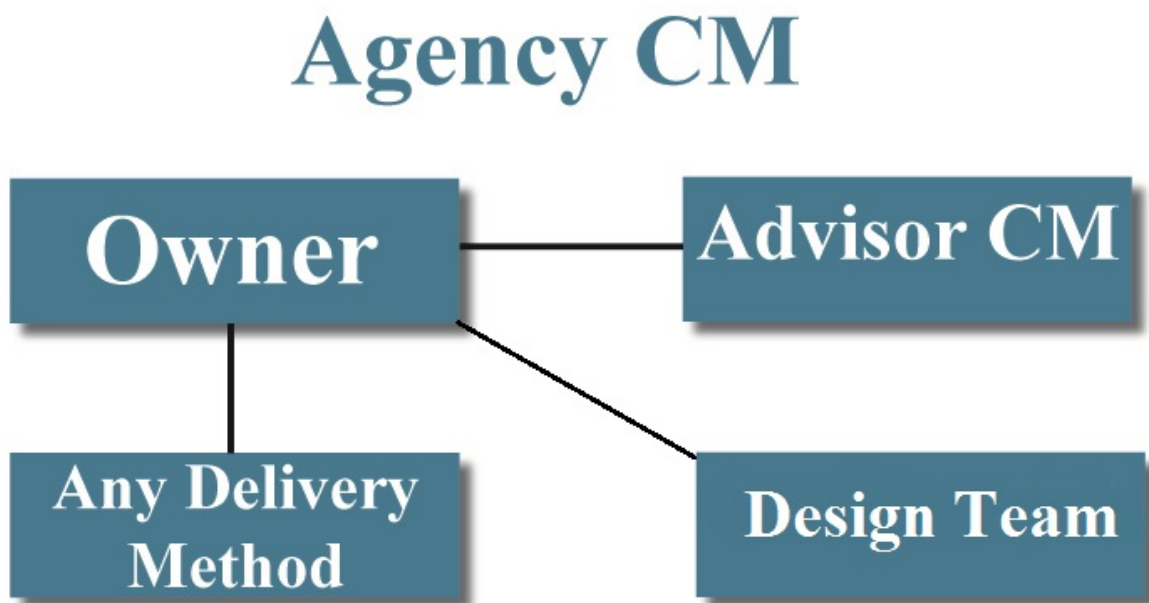 Agency CM
Owner
Advisor CM
Any Delivery
Method
Design Team